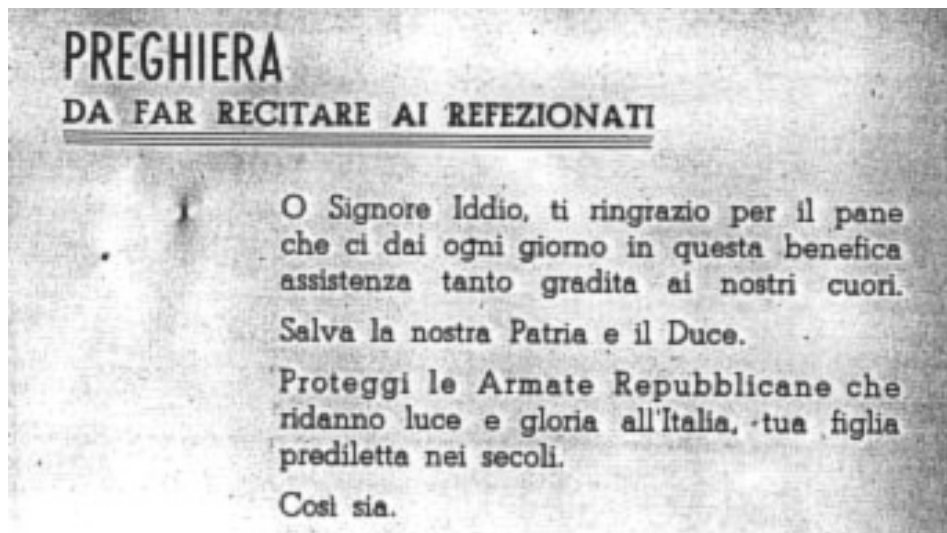 PREGHIERA
DA FAR RECITARE AI REFEZIONATI
O Signore Iddio, ti ringrazio per il pane
che ci dai ogni giorno in questa benefica
assistenza tanto gradita ai nostri cuori.
Salva la nostra Patria e il Duce.
Proteggi le Armate Repubblicane che
ridanno luce e gloria all'Italia, tua figlia
prediletta nei secoli.
Così sia.